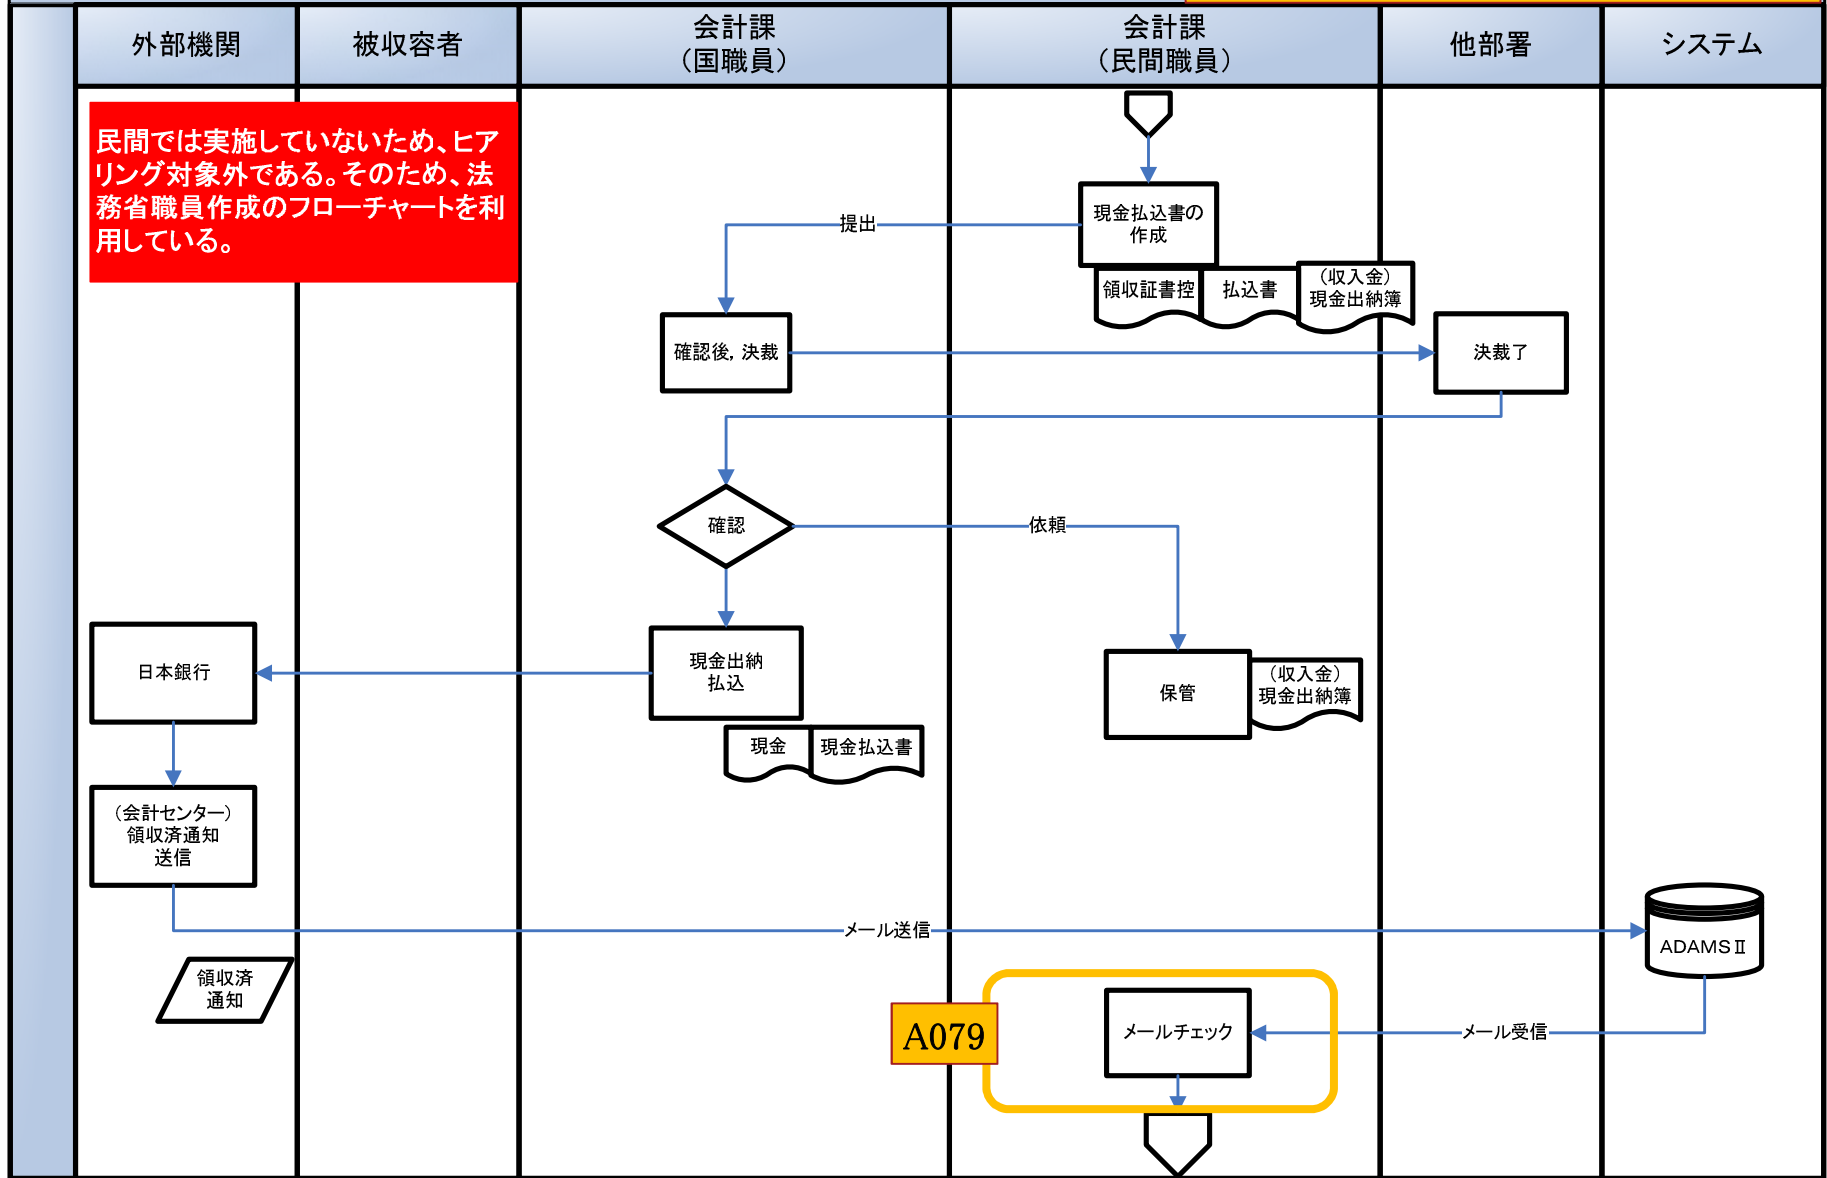 外部機関
被収容者
会計課
（国職員）
会計課
（民間職員）
他部署
システム
民間では実施していないため、ヒア
リング対象外である。そのため、法
務省職員作成のフローチャートを利
用している。
現金払込書の
作成
提出
領収証書控
払込書
（収入金）
現金出納簿
確認後，決裁
決裁了
確認
依頼
日本銀行
現金出納
払込
保管
（収入金）
現金出納簿
現金
現金払込書
（会計センター）
領収済通知
送信
メール送信
ADAMSⅡ
領収済
通知
A079
メールチェック
メール受信